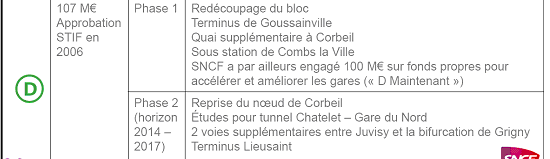 D
107 M€
Approbation
STIF en
2006
Phase 1
Redécoupage du bloc
Terminus de Goussainville
Quai supplémentaire à Corbeil
Sous station de Combs la Ville
SNCF a par ailleurs engagé 100 M€ sur fonds propres pour
accélérer et améliorer les gares (« D Maintenant »)
Phase 2
(horizon
2014 –
2017)
Reprise du nœud de Corbeil
Études pour tunnel Chatelet – Gare du Nord
2 voies supplémentaires entre Juvisy et la bifurcation de Grigny
Terminus Lieusaint